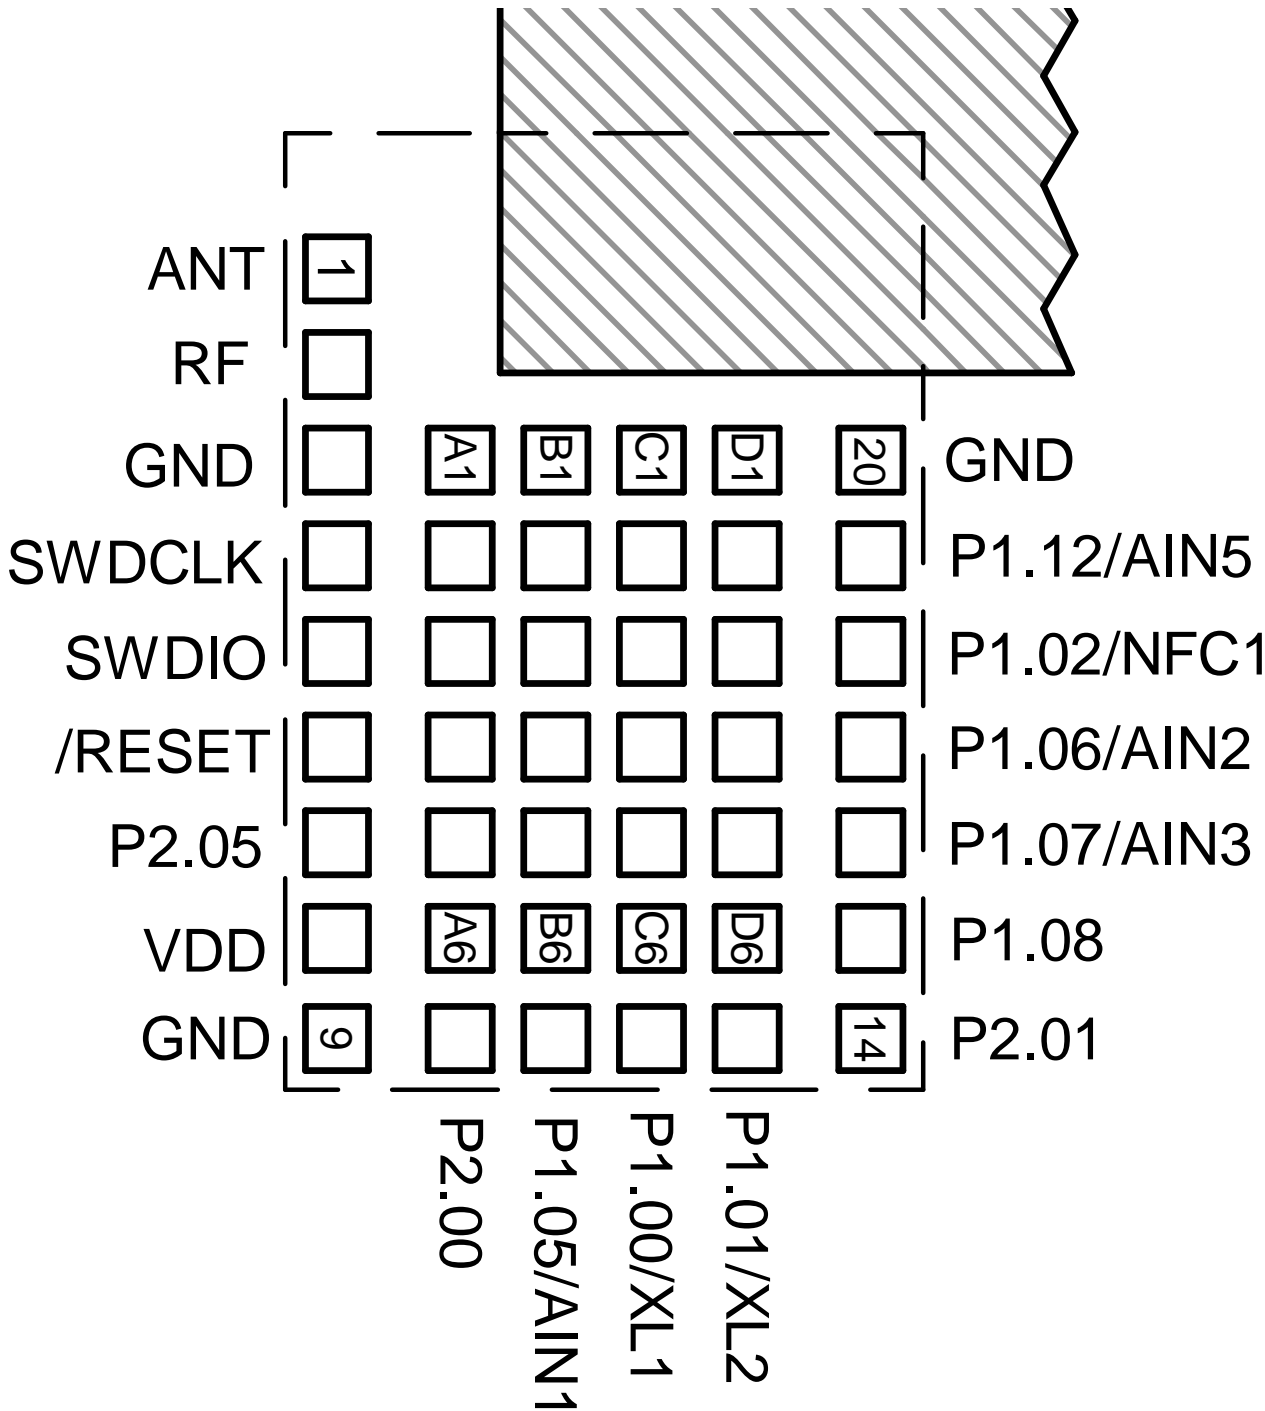 ANT
1
RF
GND
A1
B1
C1
D1
20
GND
SWDCLK
P1.12/AIN5
SWDIO
P1.02/NFC1
/RESET
P1.06/AIN2
P2.05
P1.07/AIN3
VDD
A6
B6
C6
D6
P1.08
GND
9
14
P2.01
P2.00
P1.05/AIN1
P1.00/XL1
P1.01/XL2